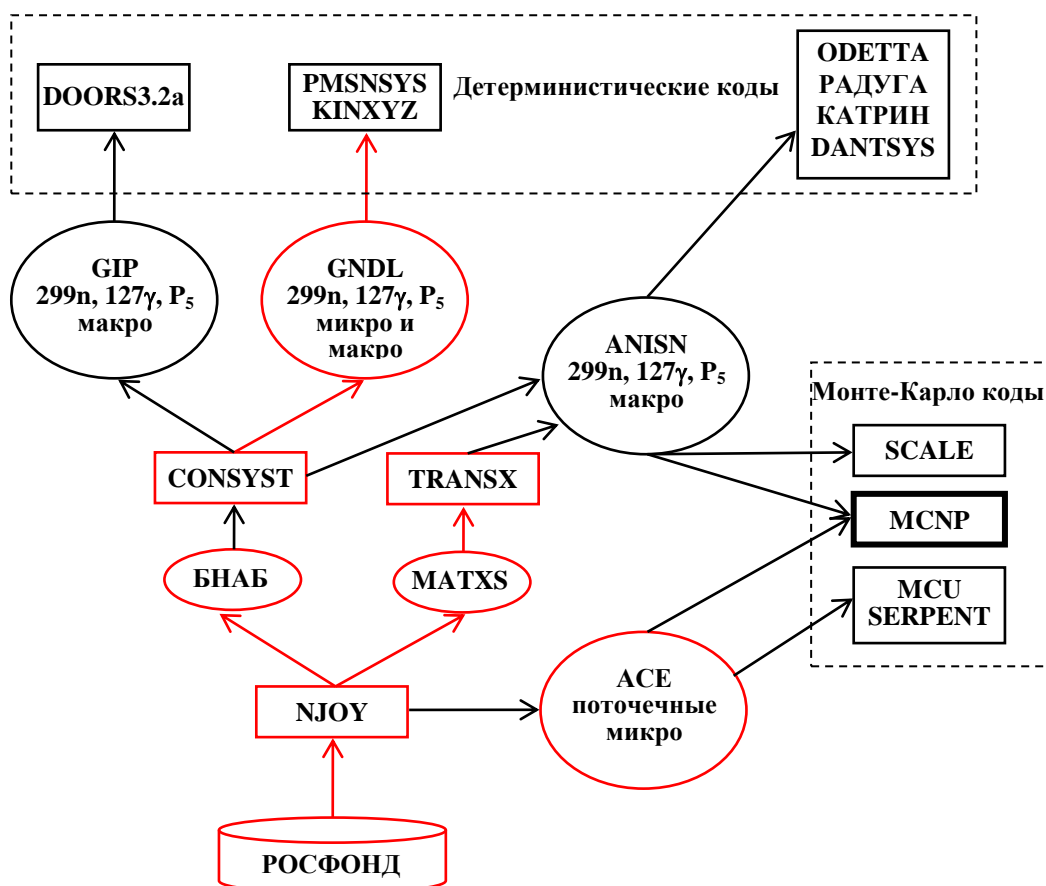 DOORS3.2a
PMSNSYS
KINXYZ
Детерминистические коды
ODETTA
РАДУГА
КАТРИН
DANTSYS
GIP
299n, 127γ, P₅
макро
GNDL
299n, 127γ, P₅
микро и
макро
ANISN
299n, 127γ, P₅
макро
Монте-Карло коды
SCALE
MCNP
MCU
SERPENT
CONSYST
TRANSX
БНАБ
MATXS
NJOY
ACE
поточечные
микро
РОСФОНД